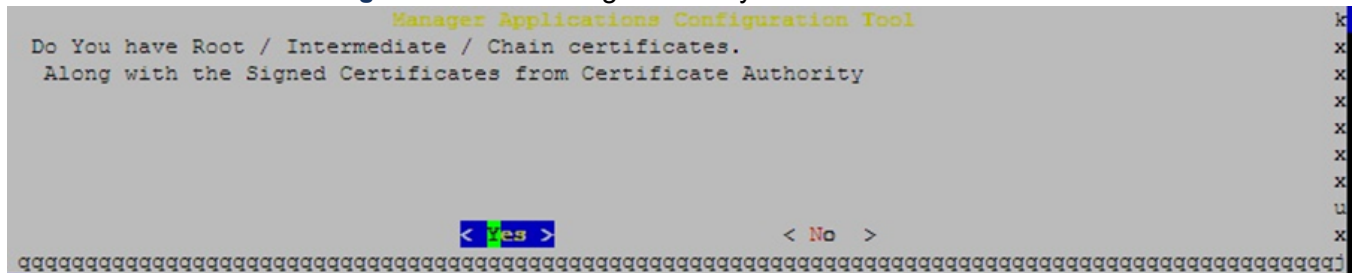 Manager Applications Configuration Tool k
Do You have Root / Intermediate / Chain certificates. x
Along with the Signed Certificates from Certificate Authority x
x
x
x
x
u
< Yes > < No > x
qqqqqqqqqqqqqqqqqqqqqqqqqqqqqqqqqqqqqqqqqqqqqqqqqqqqqqqqqqqqqqqqqqqqqqqqqqqqqqqqqqqqqqqqqqqqqqqqqqj